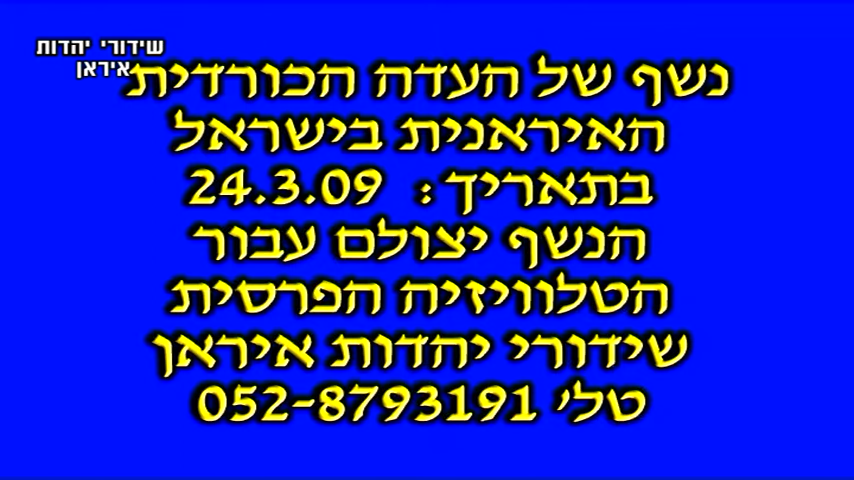 שידורי יהדות
איראן
נשף של העדה הכורדית
האיראנית בישראל
בתאריך: 24.3.09
הנשף יצולם עבור
הטלוויזיה הפרסית
שידורי יהדות איראן
טל' 052-8793191